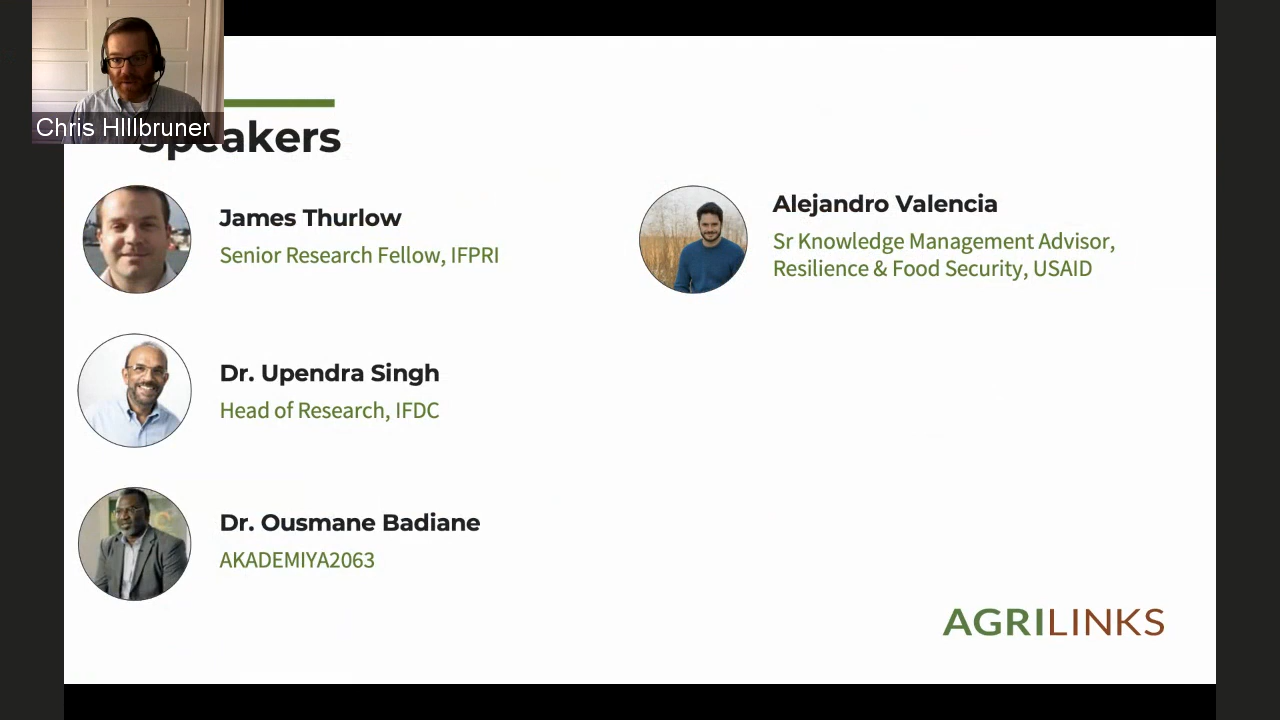 Chris HIllbruner
Speakers
James Thurlow
Senior Research Fellow, IFPRI
Dr. Upendra Singh
Head of Research, IFDC
Dr. Ousmane Badiane
AKADEMIYA2063
Alejandro Valencia
Sr Knowledge Management Advisor,
Resilience & Food Security, USAID
AGRILINKS